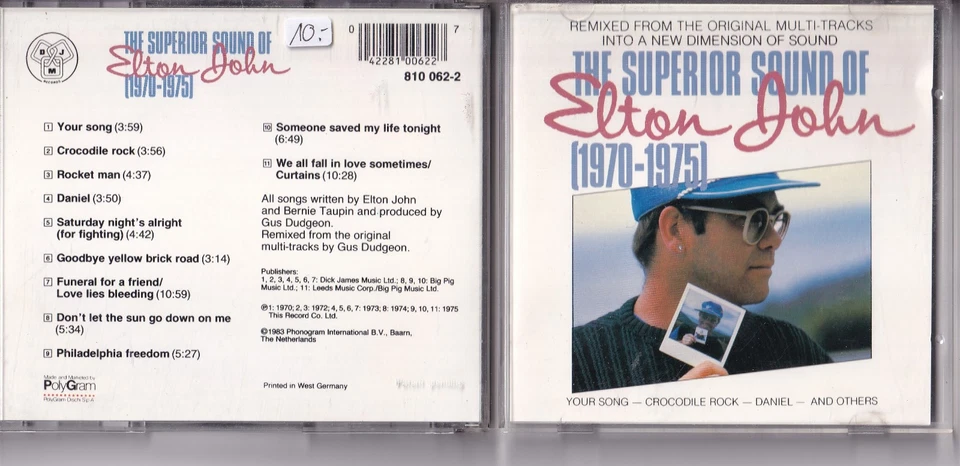 D J M
RECORDS
THE SUPERIOR SOUND OF
Elton John
(1970-1975)
10.-
0 42281 00622 7
810 062-2
1 Your song (3:59)
2 Crocodile rock (3:56)
3 Rocket man (4:37)
4 Daniel (3:50)
5 Saturday night's alright
(for fighting) (4:42)
6 Goodbye yellow brick road (3:14)
7 Funeral for a friend/
Love lies bleeding (10:59)
8 Don't let the sun go down on me
(5:34)
9 Philadelphia freedom (5:27)
Made and Marketed by
PolyGram
PolyGram Dischi S.p.A.
10 Someone saved my life tonight
(6:49)
11 We all fall in love sometimes/
Curtains (10:28)
All songs written by Elton John
and Bernie Taupin and produced by
Gus Dudgeon.
Remixed from the original
multi-tracks by Gus Dudgeon.
Publishers:
1, 2, 3, 4, 5, 6, 7: Dick James Music Ltd.; 8, 9, 10: Big Pig
Music Ltd.; 11: Leeds Music Corp./Big Pig Music Ltd.
℗1: 1970; 2, 3: 1972; 4, 5, 6, 7: 1973; 8: 1974; 9, 10, 11: 1975
This Record Co. Ltd.
©1983 Phonogram International B.V., Baarn,
The Netherlands
Printed in West Germany
REMIXED FROM THE ORIGINAL MULTI-TRACKS
INTO A NEW DIMENSION OF SOUND
THE SUPERIOR SOUND OF
Elton John
(1970-1975)
YOUR SONG – CROCODILE ROCK – DANIEL – AND OTHERS